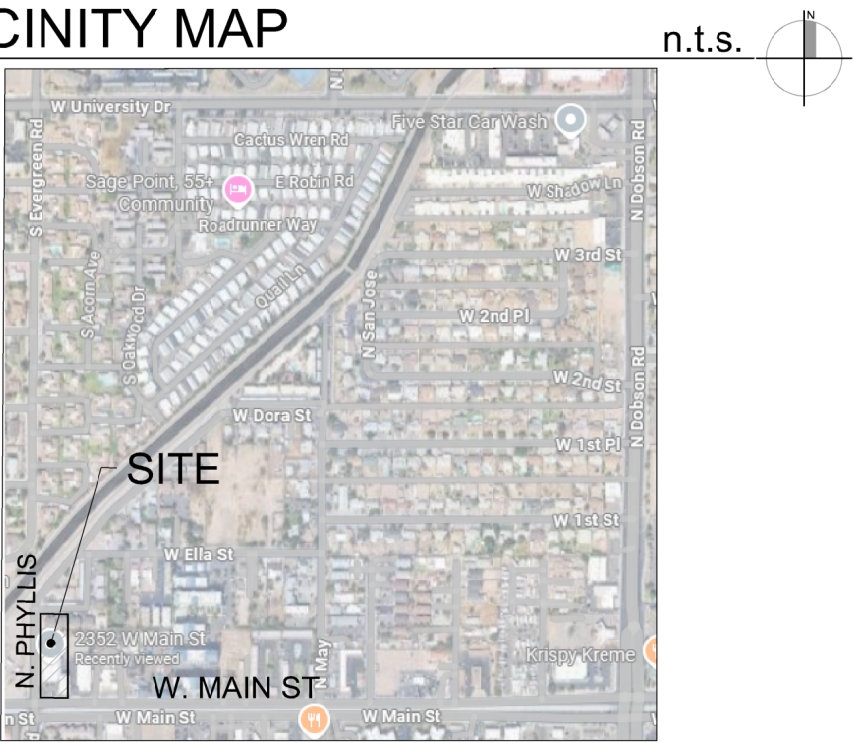 CINITY MAP
n.t.s.
N
W University Dr
N
Five Star Car Wash
Cactus Wren Rd
S Evergreen Rd
Sage Point, 55+
Community
E Robin Rd
W Shadow Ln
N Dobson Rd
Roadrunner Way
W 3rd St
S Acorn Ave
Quail Ln
N San Jose
W 2nd Pl
S Oakwood Dr
W 2nd St
N Dobson Rd
W Dora St
W 1st Pl
SITE
W 1st St
W Ella St
N. PHYLLIS
2352 W Main St
Recently viewed
N May
Krispy Kreme
W. MAIN ST
n St
W Main St
W Main St